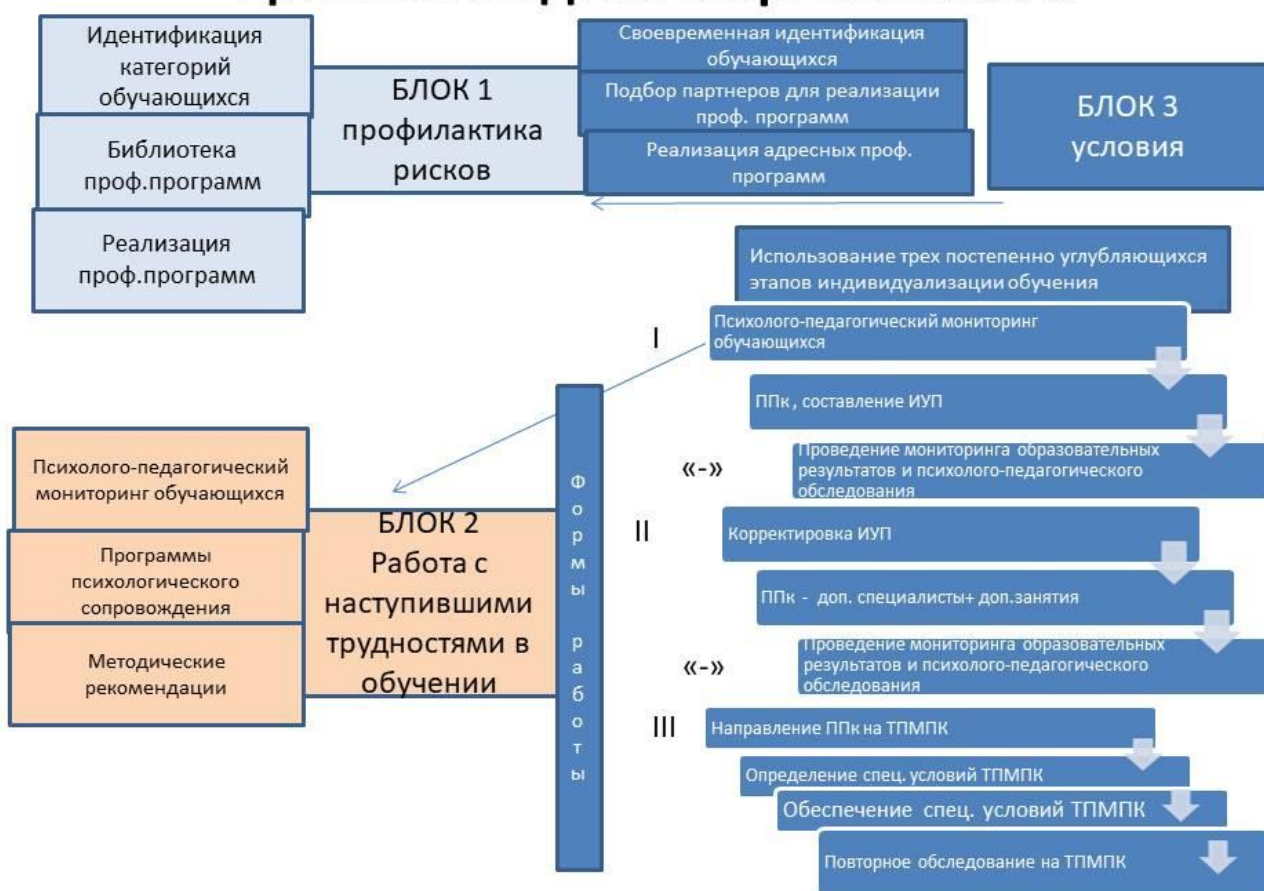 Идентификация
категорий
обучающихся
Библиотека
проф.программ
Реализация
проф.программ
БЛОК 1
профилактика
рисков
Своевременная идентификация
обучающихся
Подбор партнеров для реализации
проф. программ
Реализация адресных проф.
программ
БЛОК 3
условия
Использование трех постепенно углубляющихся
этапов индивидуализации обучения
I
Психолого-педагогический мониторинг
обучающихся
ППк , составление ИУП
«-»
Проведение мониторинга образовательных
результатов и психолого-педагогического
обследования
II
Корректировка ИУП
ППк - доп. специалисты+ доп.занятия
«-»
Проведение мониторинга образовательных
результатов и психолого-педагогического
обследования
III
Направление ППк на ТПМПК
Определение спец. условий ТПМПК
Обеспечение спец. условий ТПМПК
Повторное обследование на ТПМПК
Психолого-педагогический
мониторинг обучающихся
Программы
психологического
сопровождения
Методические
рекомендации
БЛОК 2
Работа с
наступившими
трудностями в
обучении
Формы работы